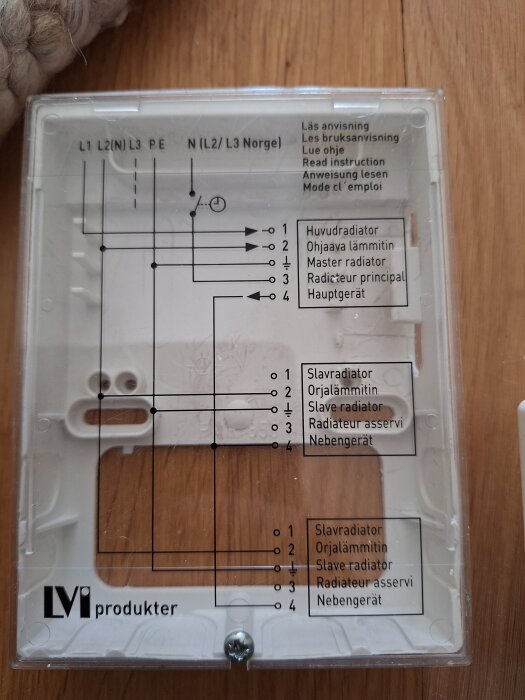 L1 L2(N) L3 PE N (L2/ L3 Norge)
Läs anvisning
Les bruksanvisning
Lue ohje
Read instruction
Anweisung lesen
Mode cl´emploi
1 Huvudradiator
2 Ohjaava lämmitin
Master radiator
3 Radiateur principal
4 Hauptgerät
1 Slavradiator
2 Orjalämmitin
Slave radiator
3 Radiateur asservi
4 Nebengerät
1 Slavradiator
2 Orjalämmitin
Slave radiator
3 Radiateur asservi
4 Nebengerät
LVi produkter